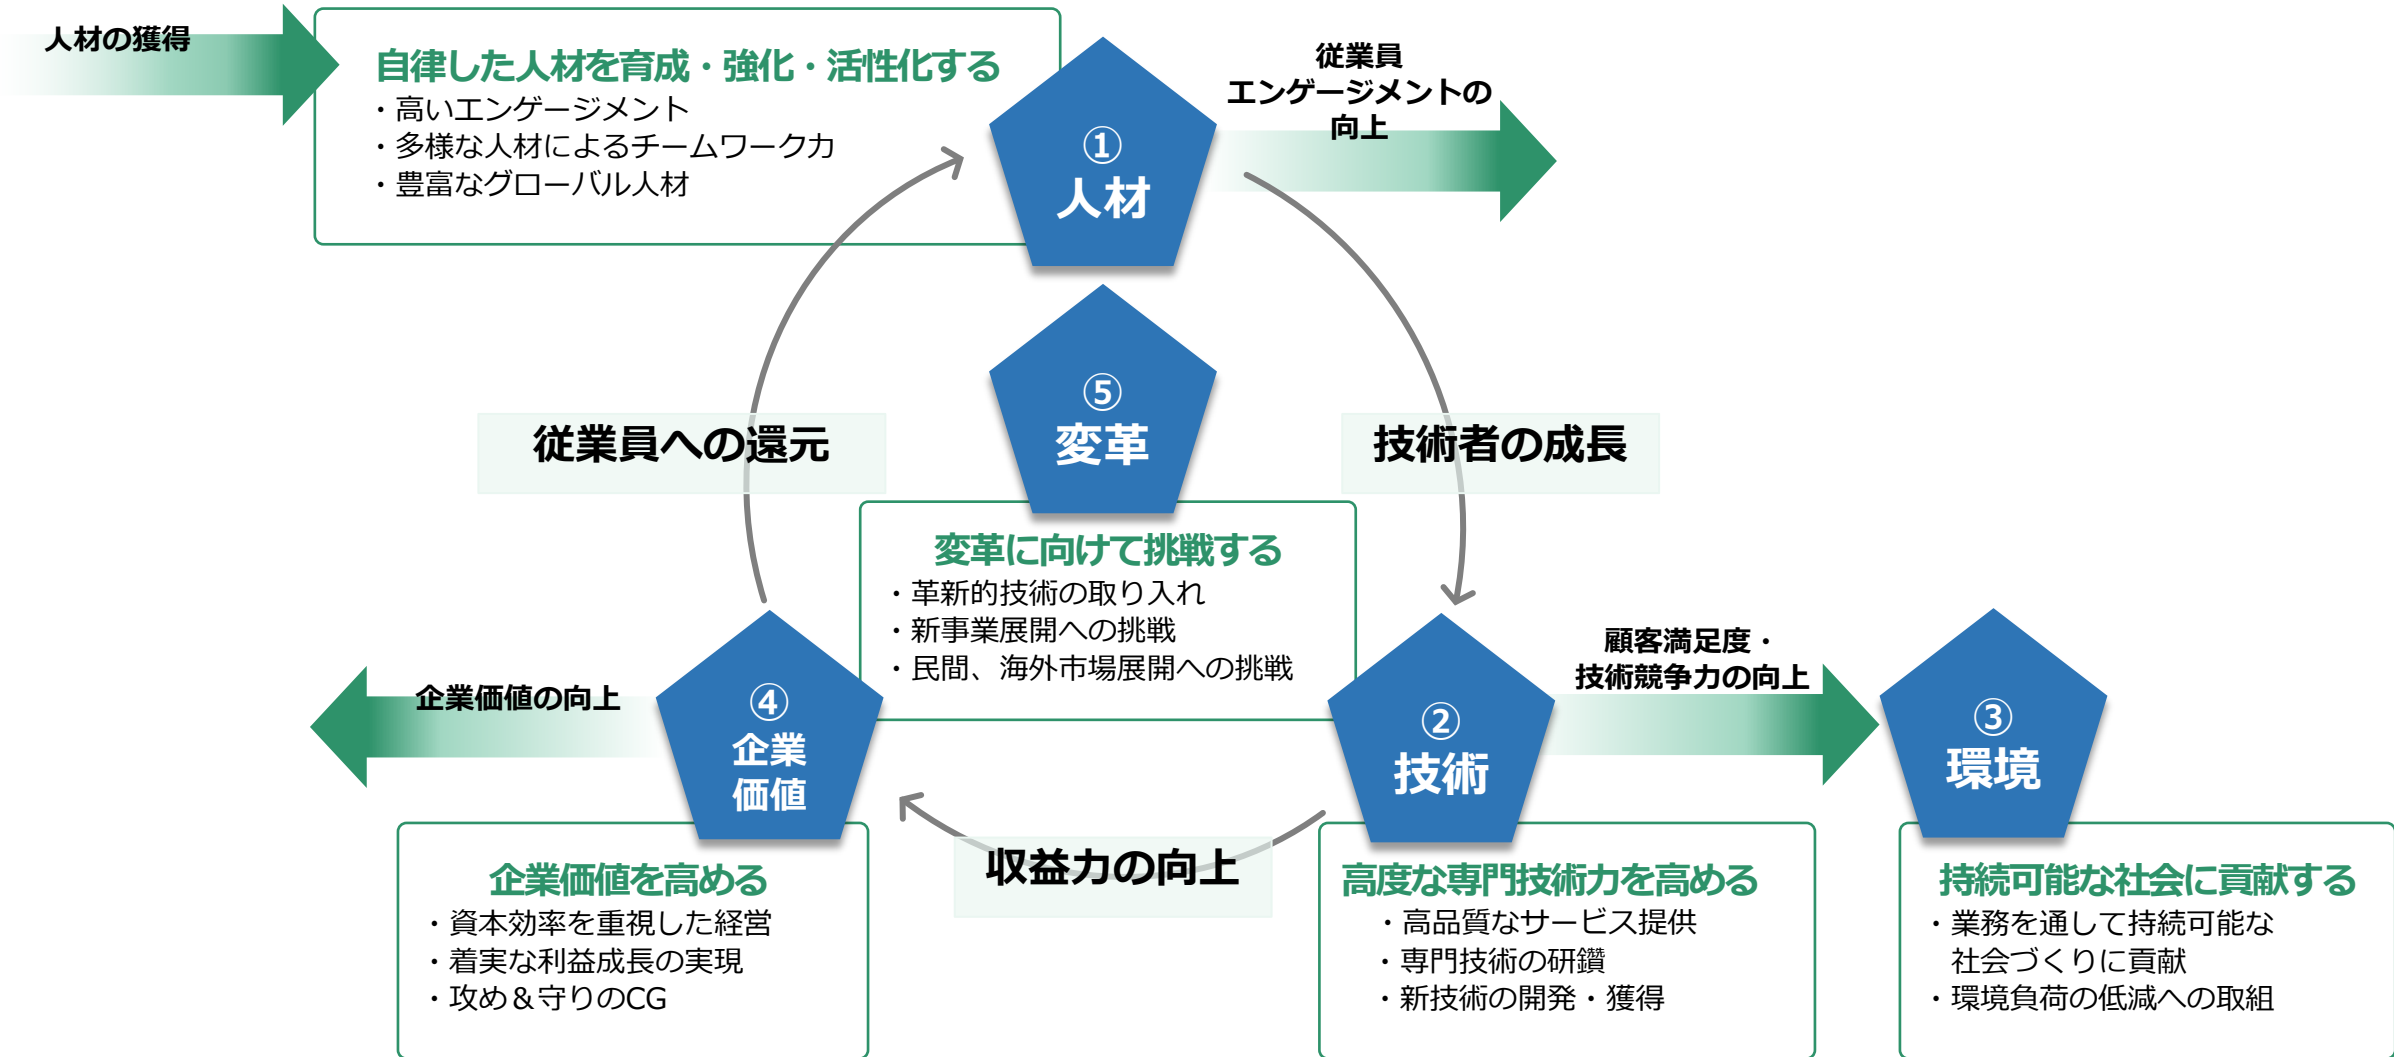 人材の獲得
自律した人材を育成・強化・活性化する
・高いエンゲージメント
・多様な人材によるチームワーク力
・豊富なグローバル人材
①
人材
従業員
エンゲージメントの
向上
⑤
変革
従業員への還元
技術者の成長
変革に向けて挑戦する
・革新的技術の取り入れ
・新事業展開への挑戦
・民間、海外市場展開への挑戦
企業価値の向上
④
企業
価値
②
技術
顧客満足度・
技術競争力の向上
③
環境
収益力の向上
企業価値を高める
・資本効率を重視した経営
・着実な利益成長の実現
・攻め＆守りのCG
高度な専門技術力を高める
・高品質なサービス提供
・専門技術の研鑽
・新技術の開発・獲得
持続可能な社会に貢献する
・業務を通して持続可能な
社会づくりに貢献
・環境負荷の低減への取組